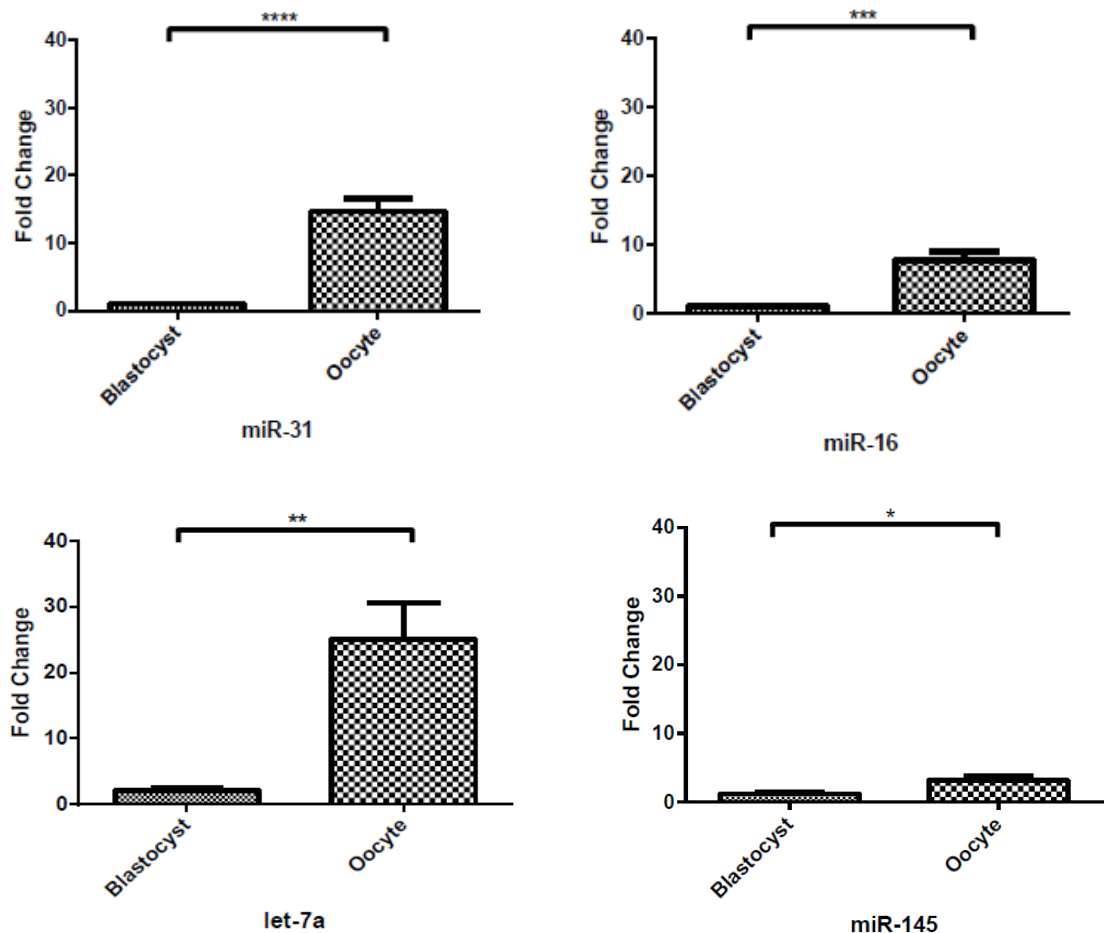 ****
40
30
20
10
0
Fold Change
Blastocyst
Oocyte
miR-31
***
40
30
20
10
0
Fold Change
Blastocyst
Oocyte
miR-16
**
40
30
20
10
0
Fold Change
Blastocyst
Oocyte
let-7a
*
40
30
20
10
0
Fold Change
Blastocyst
Oocyte
miR-145